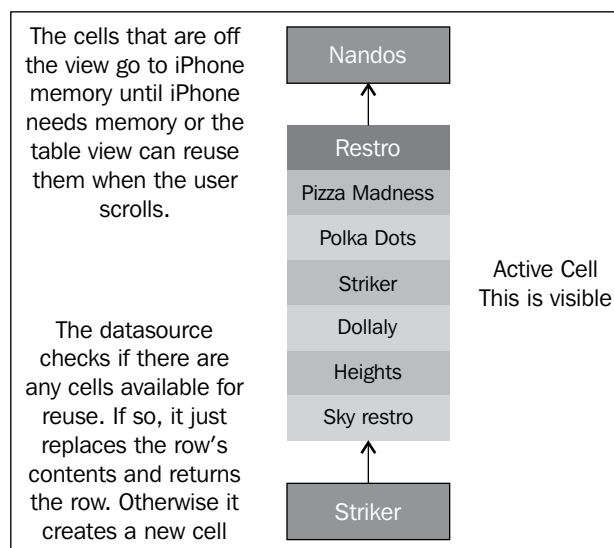 The cells that are off
the view go to iPhone
memory until iPhone
needs memory or the
table view can reuse
them when the user
scrolls.
The datasource
checks if there are
any cells available for
reuse. If so, it just
replaces the row's
contents and returns
the row. Otherwise it
creates a new cell
Nandos
Restro
Pizza Madness
Polka Dots
Striker
Dollaly
Heights
Sky restro
Striker
Active Cell
This is visible